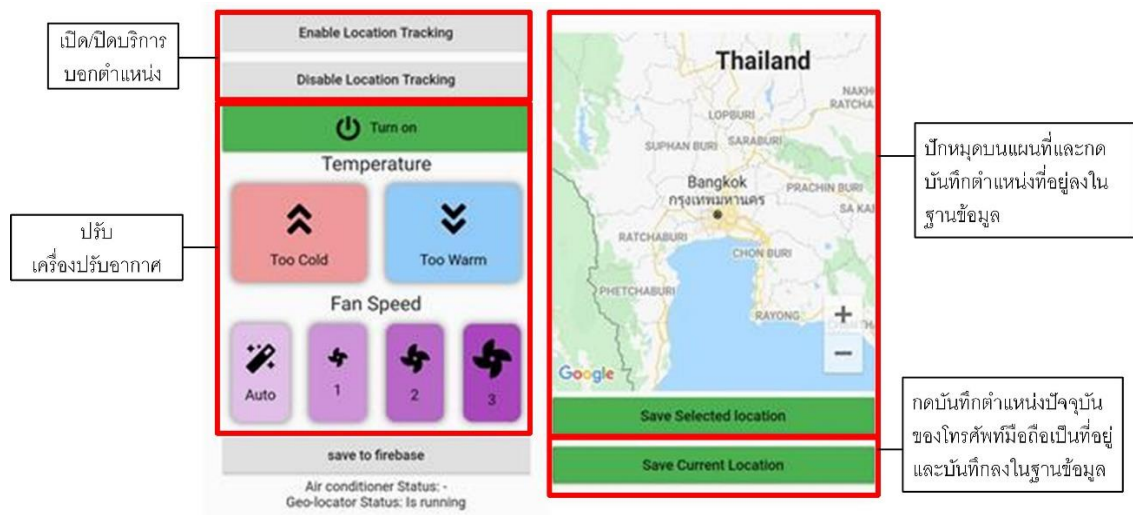 เปิด/ปิดบริการ
บอกตำแหน่ง
ปรับ
เครื่องปรับอากาศ
Enable Location Tracking
Disable Location Tracking
Turn on
Temperature
Too Cold
Too Warm
Fan Speed
Auto
1
2
3
save to firebase
Air conditioner Status: -
Geo-locator Status: Is running
Thailand
NAKH
RATCHA
LOPBURI
SUPHAN BURI
SARABURI
Bangkok
กรุงเทพมหานคร
PRACHIN BURI
SA KAE
RATCHABURI
CHON BURI
PHETCHABURI
RAYONG
+
−
Google
Save Selected location
Save Current Location
ปักหมุดบนแผนที่และกด
บันทึกตำแหน่งที่อยู่ลงใน
ฐานข้อมูล
กดบันทึกตำแหน่งปัจจุบัน
ของโทรศัพท์มือถือเป็นที่อยู่
และบันทึกลงในฐานข้อมูล